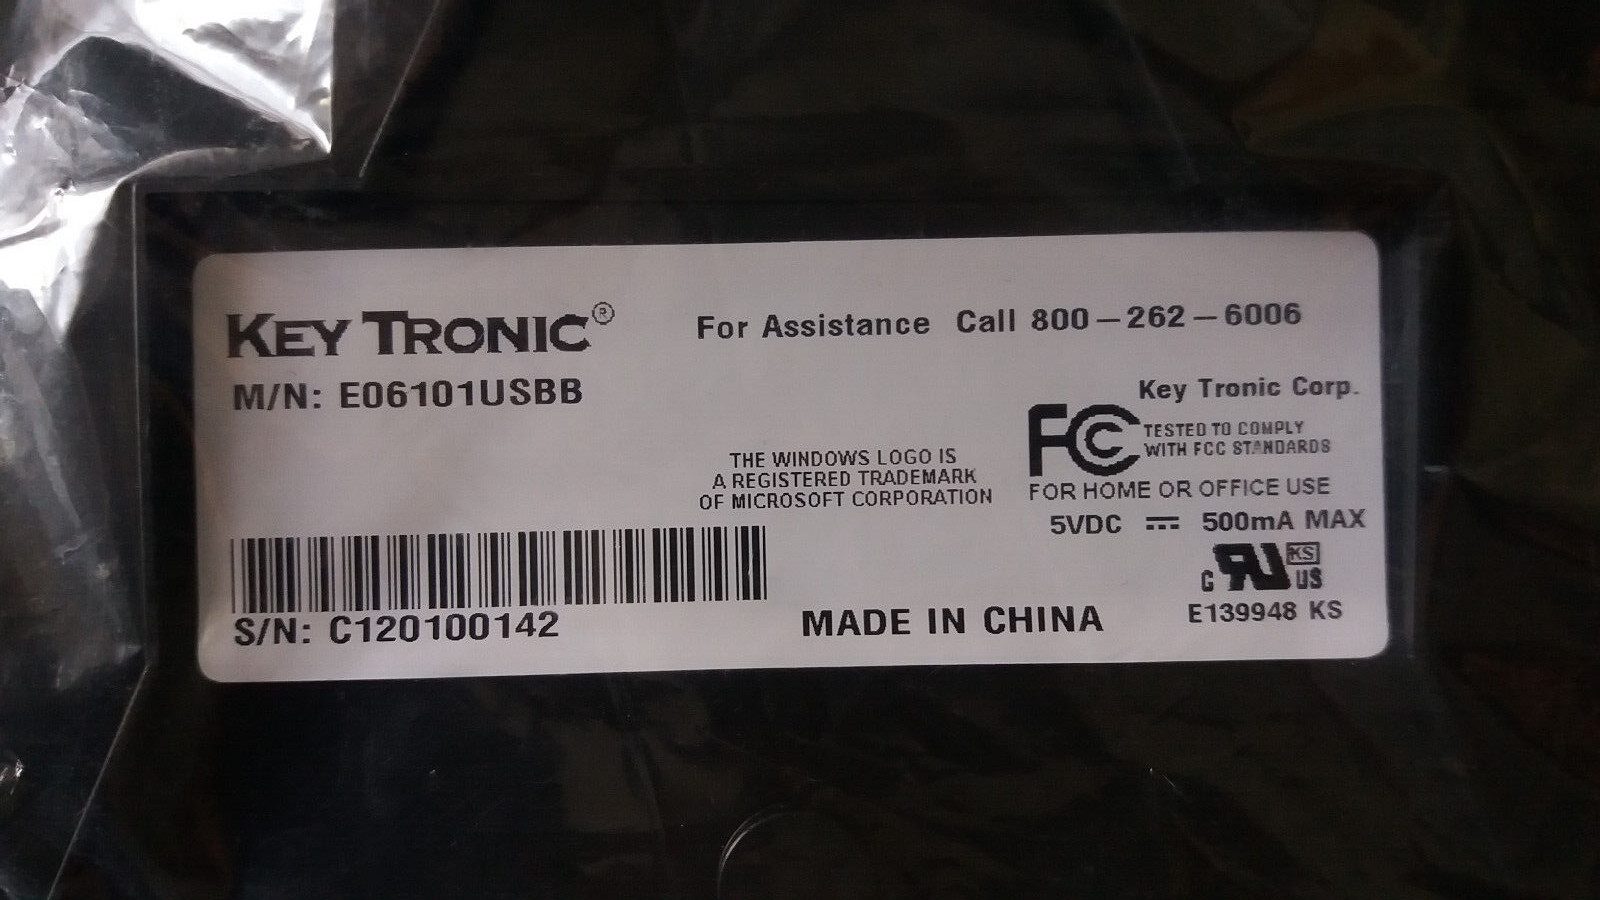 KEY TRONIC®
For Assistance Call 800-262-6006
M/N: E06101USBB
Key Tronic Corp.
FC TESTED TO COMPLY
WITH FCC STANDARDS
THE WINDOWS LOGO IS
A REGISTERED TRADEMARK
OF MICROSOFT CORPORATION
FOR HOME OR OFFICE USE
5VDC ⎓ 500mA MAX
C RU US KS
S/N: C120100142
MADE IN CHINA
E139948 KS